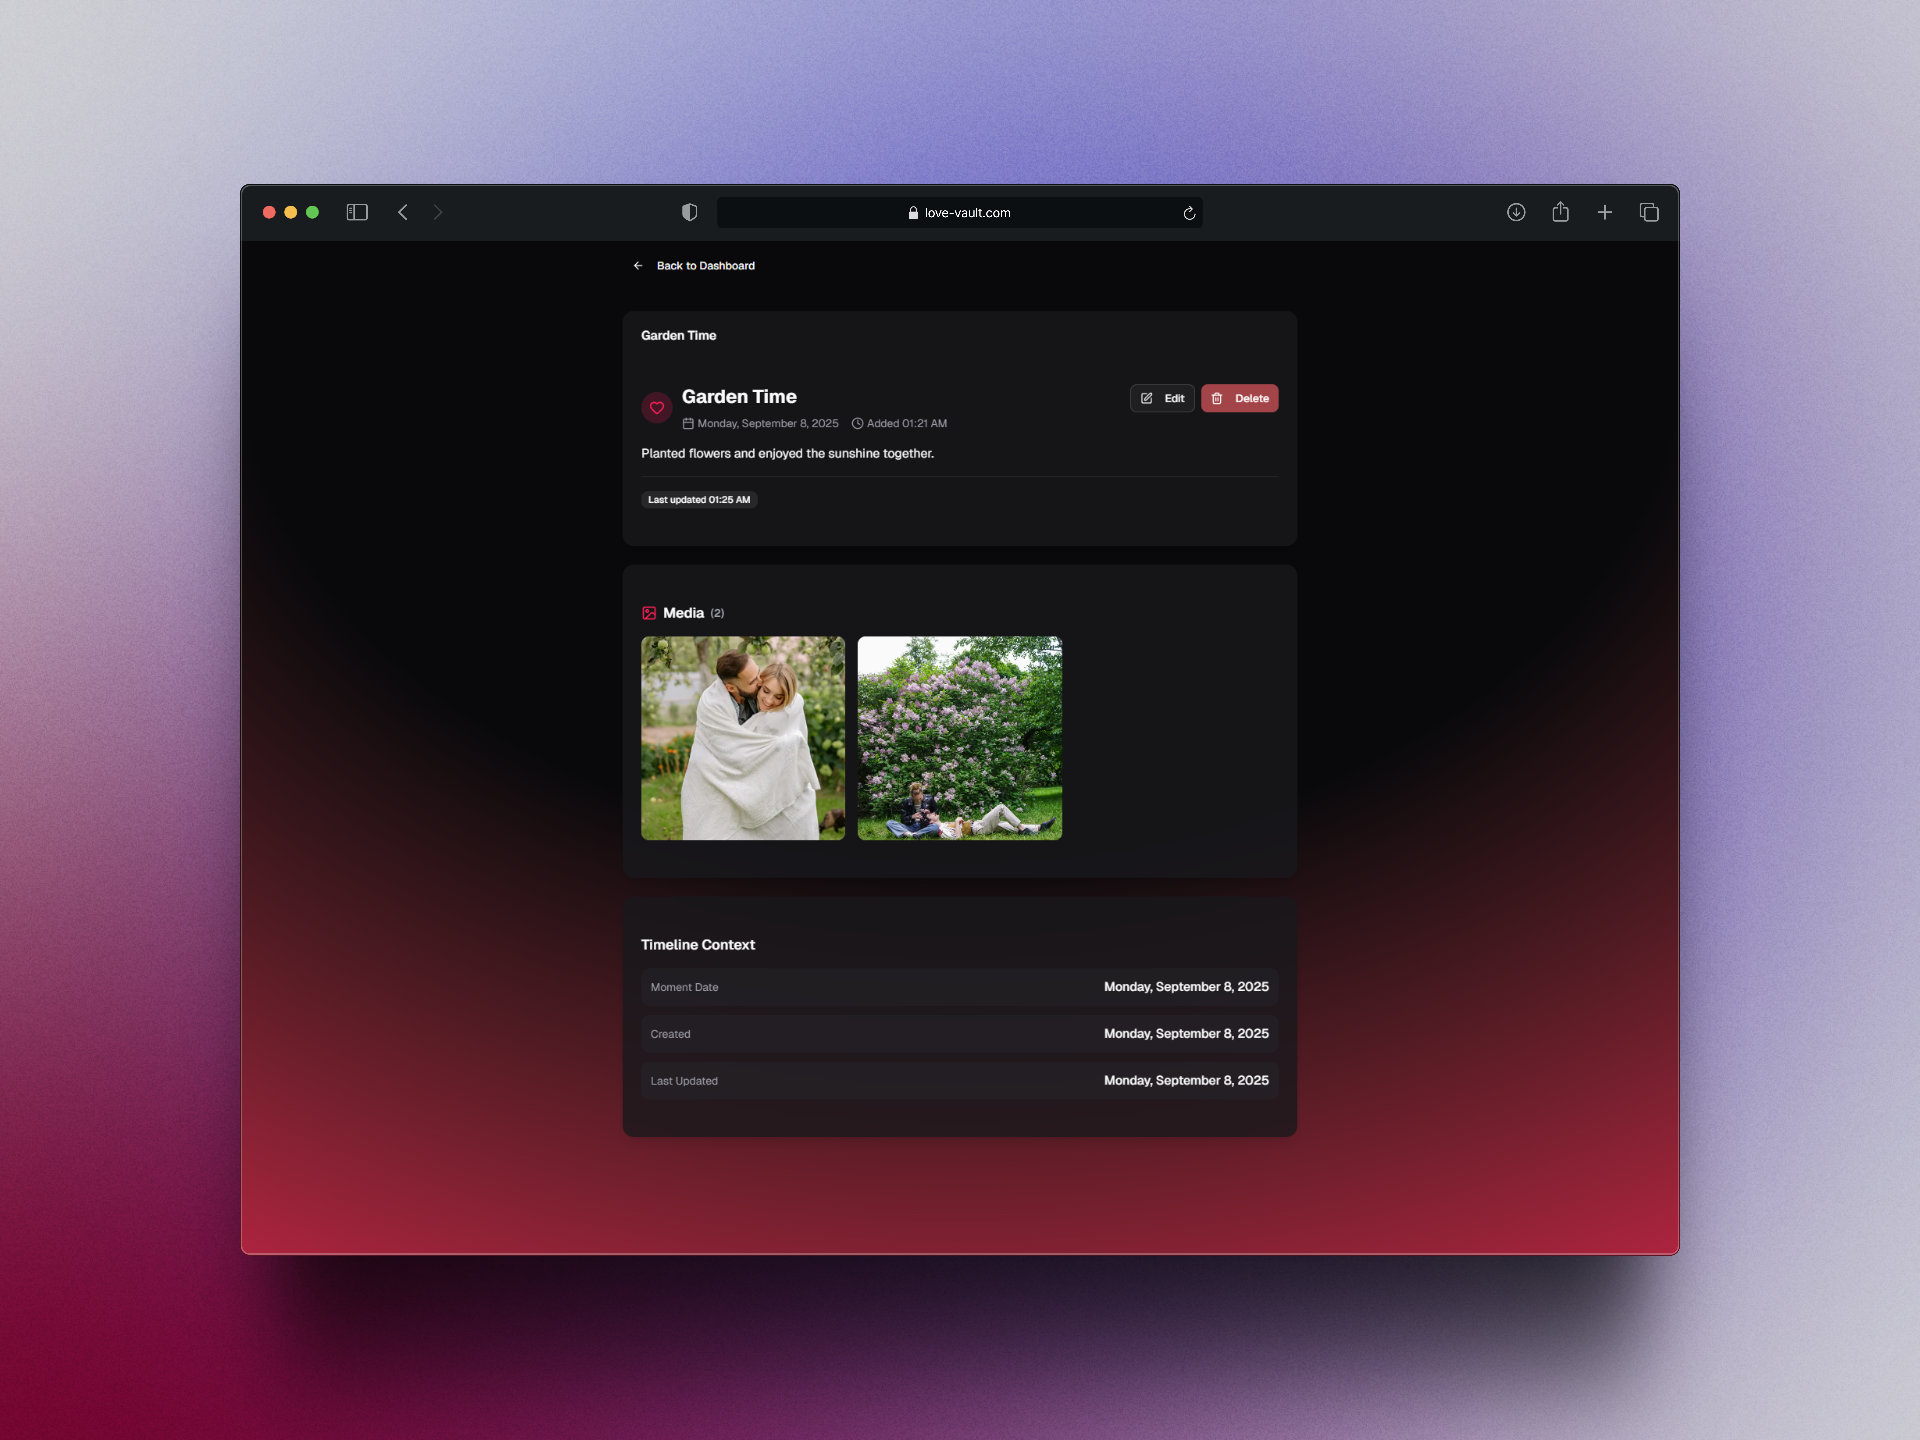 love-vault.com
Back to Dashboard
Garden Time
Garden Time
Edit
Delete
Monday, September 8, 2025
Added 01:21 AM
Planted flowers and enjoyed the sunshine together.
Last updated 01:25 AM
Media (2)
Timeline Context
Moment Date
Monday, September 8, 2025
Created
Monday, September 8, 2025
Last Updated
Monday, September 8, 2025